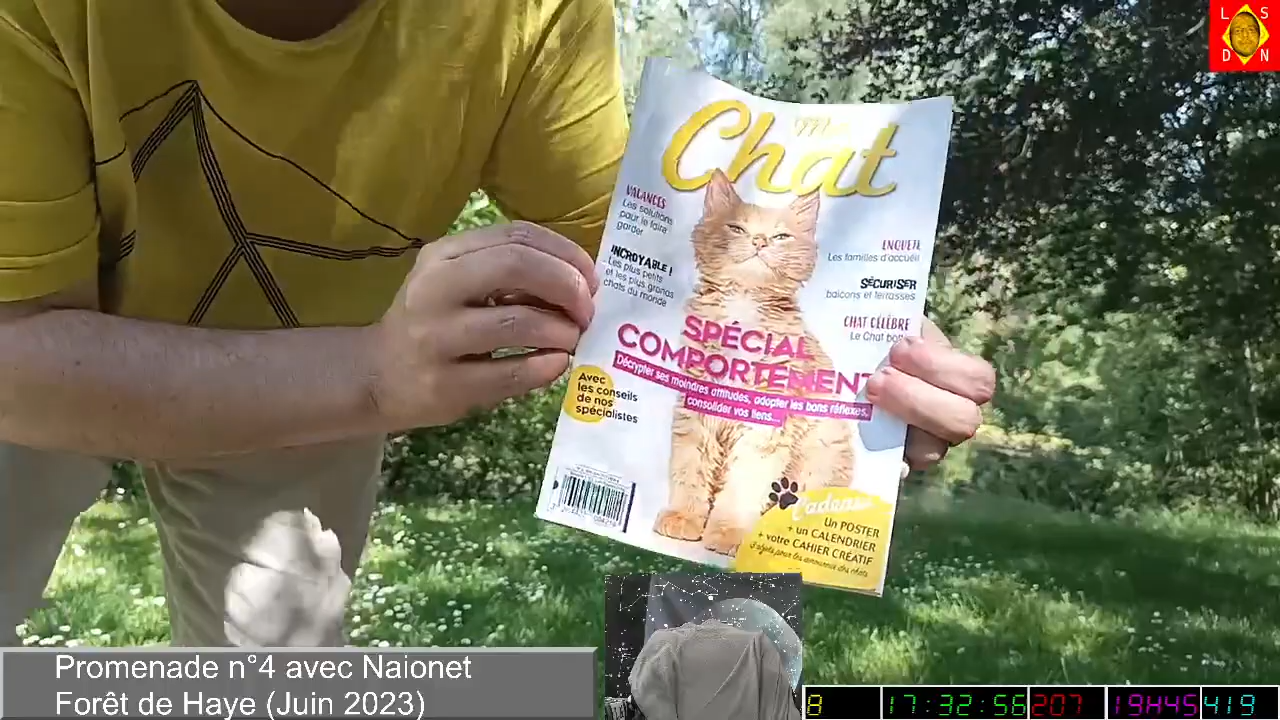 L S
D N
Mon
Chat
VACANCES
Les solutions
pour le faire
garder
INCROYABLE !
Les plus petits
et les plus grands
chats du monde
ENQUÊTE
Les familles d'accueil
SÉCURISER
balcons et terrasses
CHAT CÉLÈBRE
Le Chat
SPÉCIAL
COMPORTEMENT
Décrypter ses moindres attitudes, adopter les bons réflexes,
consolider vos liens...
Avec
les conseils
de nos
spécialistes
Cadeau
Un POSTER
+ un CALENDRIER
+ votre CAHIER CRÉATIF
Promenade n°4 avec Naionet
Forêt de Haye (Juin 2023)
8 17:32:56 207 19H45 419